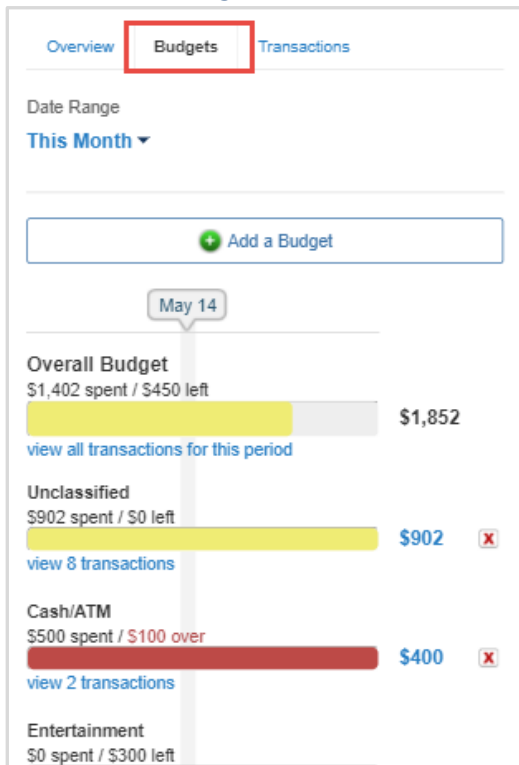 Overview Budgets Transactions
Date Range
This Month
Add a Budget
May 14
Overall Budget
$1,402 spent / $450 left
$1,852
view all transactions for this period
Unclassified
$902 spent / $0 left
$902 x
view 8 transactions
Cash/ATM
$500 spent / $100 over
$400 x
view 2 transactions
Entertainment
$0 spent / $300 left